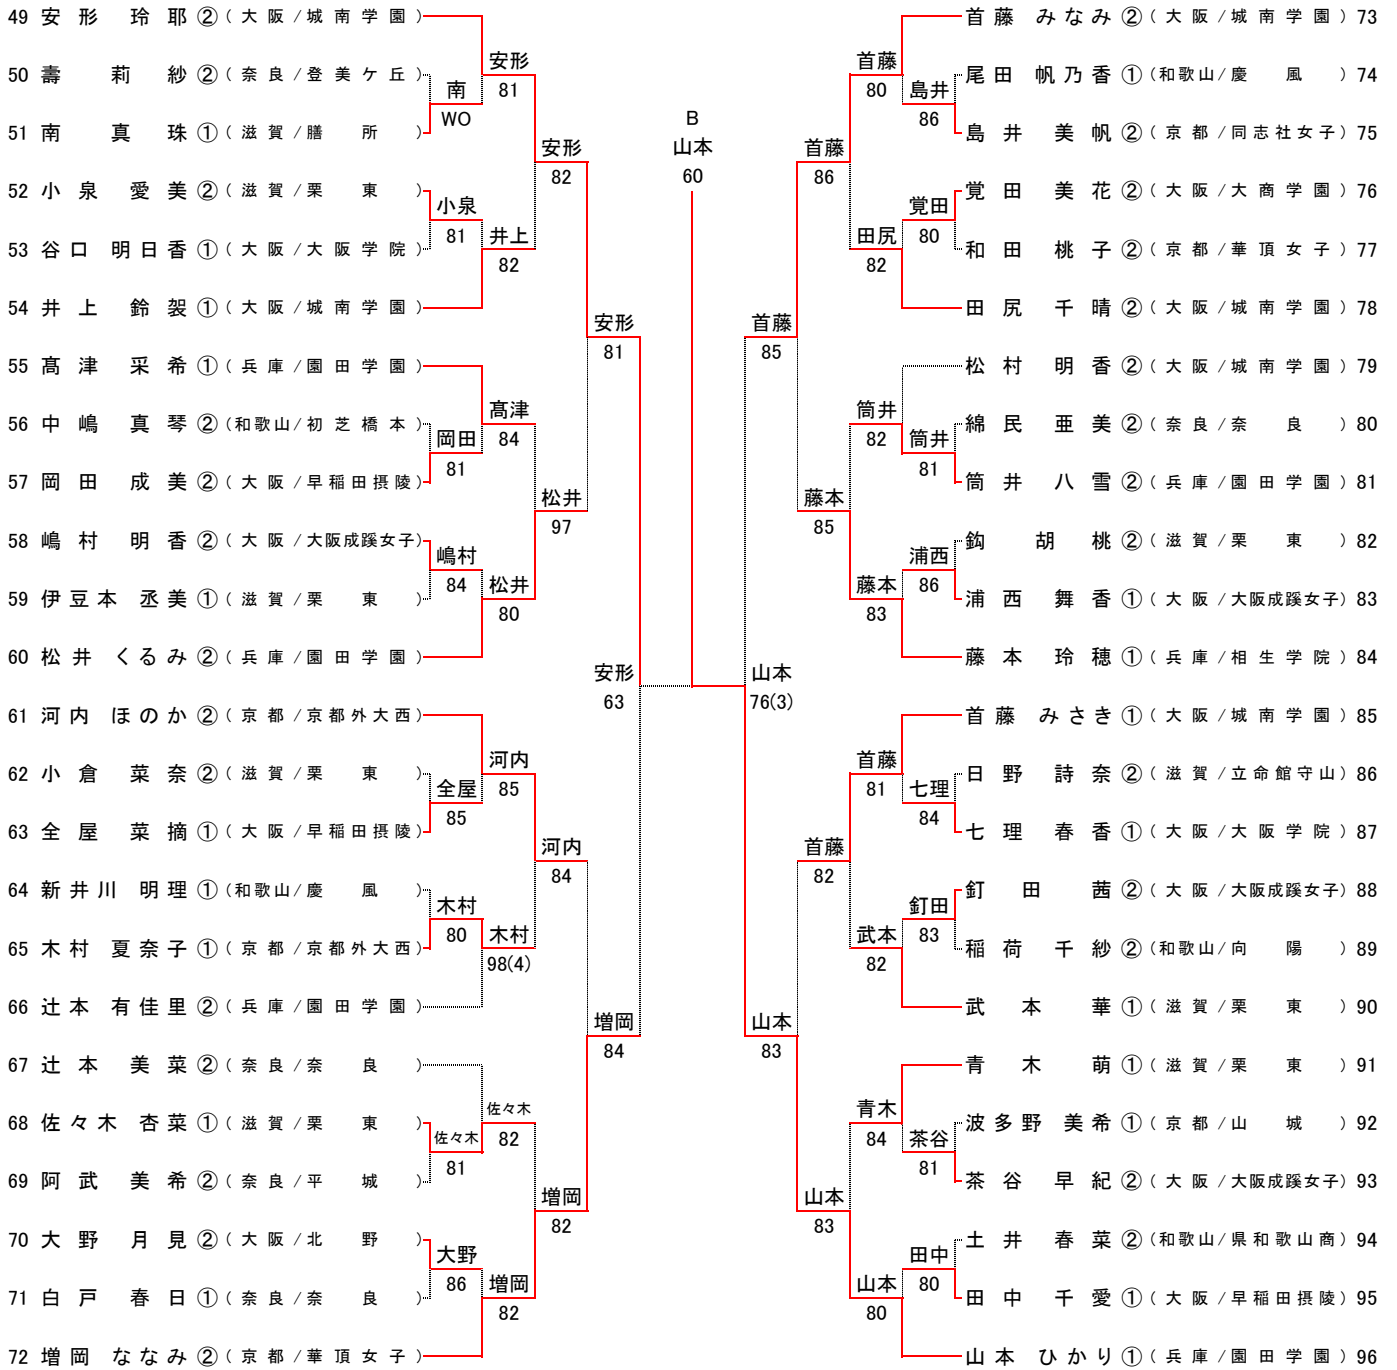 49 安形 玲耶 ② (大阪/城南学園)
50 壽 莉紗 ② (奈良/登美ケ丘)
51 南 真珠 ① (滋賀/膳所)
52 小泉 愛美 ② (滋賀/栗東)
53 谷口 明日香 ① (大阪/大阪学院)
54 井上 鈴袈 ① (大阪/城南学園)
55 髙津 采希 ① (兵庫/園田学園)
56 中嶋 真琴 ② (和歌山/初芝橋本)
57 岡田 成美 ② (大阪/早稲田摂陵)
58 嶋村 明香 ② (大阪/大阪成蹊女子)
59 伊豆本 丞美 ① (滋賀/栗東)
60 松井 くるみ ② (兵庫/園田学園)
61 河内 ほのか ② (京都/京都外大西)
62 小倉 菜奈 ② (滋賀/栗東)
63 全屋 菜摘 ① (大阪/早稲田摂陵)
64 新井川 明理 ① (和歌山/慶風)
65 木村 夏奈子 ① (京都/京都外大西)
66 辻本 有佳里 ② (兵庫/園田学園)
67 辻本 美菜 ② (奈良/奈良)
68 佐々木 杏菜 ① (滋賀/栗東)
69 阿武 美希 ② (奈良/平城)
70 大野 月見 ② (大阪/北野)
71 白戸 春日 ① (奈良/奈良)
72 増岡 ななみ ② (京都/華頂女子)
南
WO
小泉
81
岡田
81
嶋村
84
全屋
85
木村
80
佐々木
81
大野
86
安形
81
井上
82
髙津
84
松井
80
河内
85
木村
98(4)
佐々木
82
増岡
82
安形
82
松井
97
河内
84
増岡
82
安形
81
増岡
84
安形
63
B
山本
60
山本
76(3)
首藤
85
山本
83
首藤
86
藤本
85
首藤
82
山本
83
首藤
80
田尻
82
筒井
82
藤本
83
首藤
81
武本
82
青木
84
山本
80
島井
86
覚田
80
筒井
81
浦西
86
七理
84
釘田
83
茶谷
81
田中
80
首藤 みなみ ② (大阪/城南学園) 73
尾田 帆乃香 ① (和歌山/慶風) 74
島井 美帆 ② (京都/同志社女子) 75
覚田 美花 ② (大阪/大商学園) 76
和田 桃子 ② (京都/華頂女子) 77
田尻 千晴 ② (大阪/城南学園) 78
松村 明香 ② (大阪/城南学園) 79
綿民 亜美 ② (奈良/奈良) 80
筒井 八雪 ② (兵庫/園田学園) 81
鈎 胡桃 ② (滋賀/栗東) 82
浦西 舞香 ① (大阪/大阪成蹊女子) 83
藤本 玲穂 ① (兵庫/相生学院) 84
首藤 みさき ① (大阪/城南学園) 85
日野 詩奈 ② (滋賀/立命館守山) 86
七理 春香 ① (大阪/大阪学院) 87
釘田 茜 ② (大阪/大阪成蹊女子) 88
稲荷 千紗 ② (和歌山/向陽) 89
武本 華 ① (滋賀/栗東) 90
青木 萌 ① (滋賀/栗東) 91
波多野 美希 ① (京都/山城) 92
茶谷 早紀 ② (大阪/大阪成蹊女子) 93
土井 春菜 ② (和歌山/県和歌山商) 94
田中 千愛 ① (大阪/早稲田摂陵) 95
山本 ひかり ① (兵庫/園田学園) 96